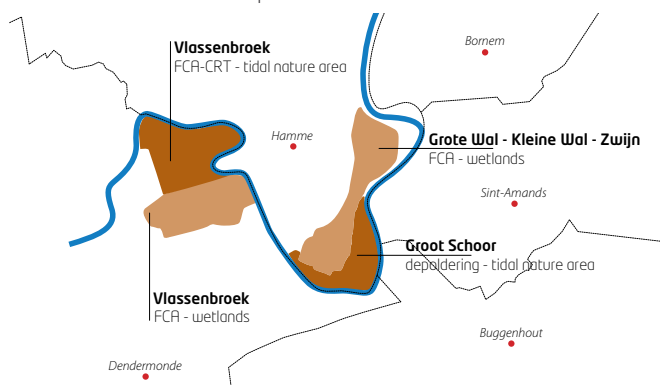 Vlassenbroek
FCA-CRT - tidal nature area
Bornem
Hamme
Grote Wal - Kleine Wal - Zwijn
FCA - wetlands
Sint-Amands
Groot Schoor
depoldering - tidal nature area
Vlassenbroek
FCA - wetlands
Buggenhout
Dendermonde